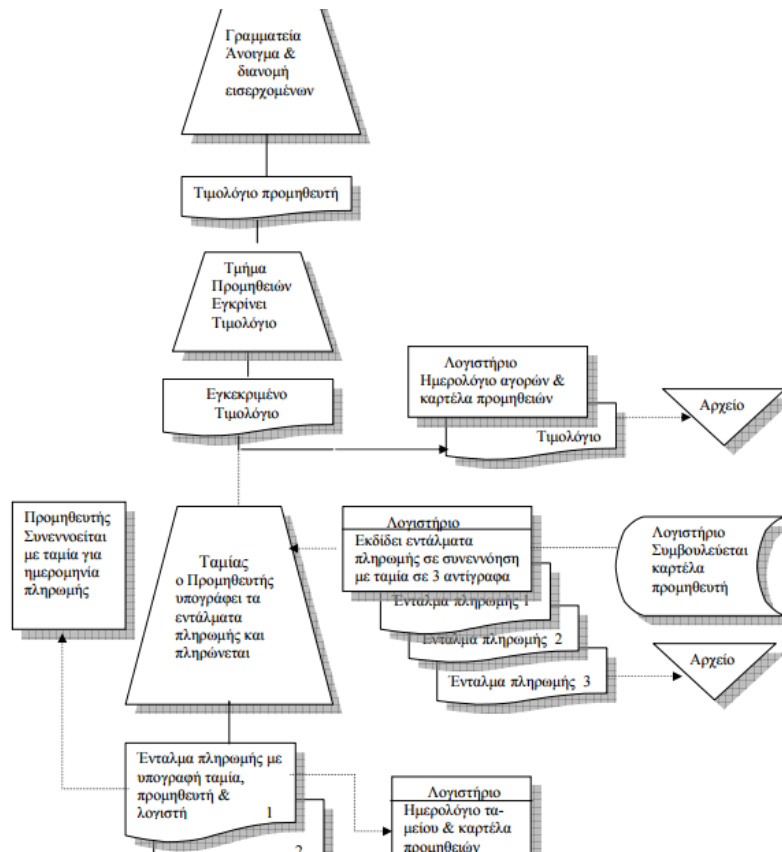 Γραμματεία
Άνοιγμα &
διανομή
εισερχομένων
Τιμολόγιο προμηθευτή
Τμήμα
Προμηθειών
Εγκρίνει
Τιμολόγιο
Εγκεκριμένο
Τιμολόγιο
Λογιστήριο
Ημερολόγιο αγορών &
καρτέλα προμηθειών
Τιμολόγιο
Αρχείο
Προμηθευτής
Συνεννοείται
με ταμία για
ημερομηνία
πληρωμής
Ταμίας
ο Προμηθευτής
υπογράφει τα
εντάλματα
πληρωμής και
πληρώνεται
Λογιστήριο
Εκδίδει εντάλματα
πληρωμής σε συνεννόηση
με ταμία σε 3 αντίγραφα
Ένταλμα πληρωμής 1
Ένταλμα πληρωμής 2
Ένταλμα πληρωμής 3
Λογιστήριο
Συμβουλεύεται
καρτέλα
προμηθευτή
Αρχείο
Ένταλμα πληρωμής με
υπογραφή ταμία,
προμηθευτή &
λογιστή 1
2
Λογιστήριο
Ημερολόγιο τα-
μείου & καρτέλα
προμηθειών